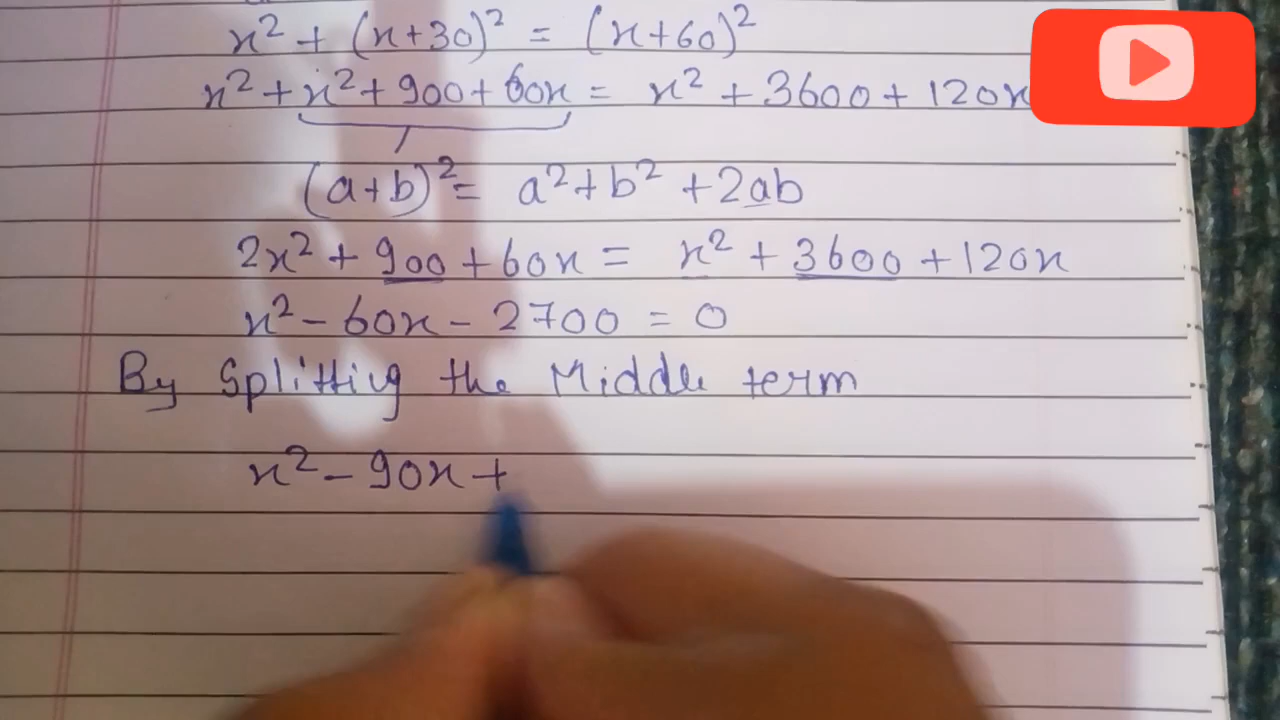 x² + (x+30)² = (x+60)²
x² + x² + 900 + 60x = x² + 3600 + 120x
(a+b)² = a² + b² + 2ab
2x² + 900 + 60x = x² + 3600 + 120x
x² - 60x - 2700 = 0
By Splitting the Middle term
x² - 90x +